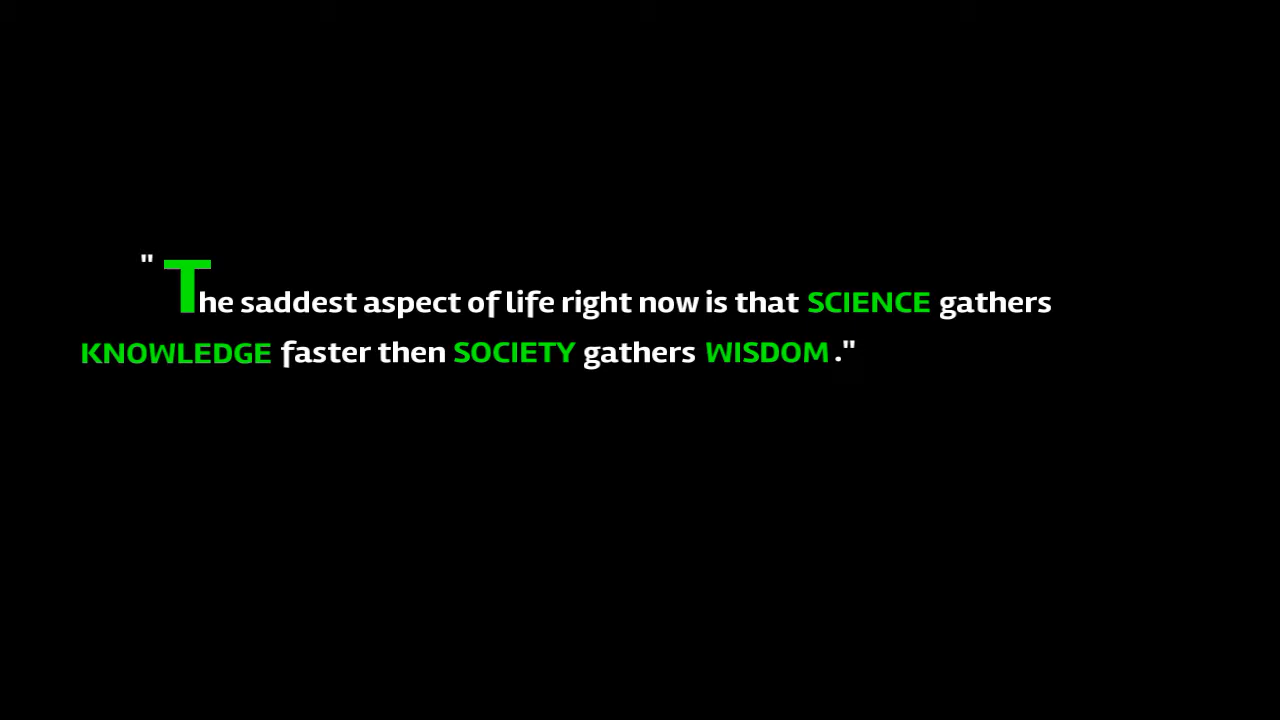 " The saddest aspect of life right now is that SCIENCE gathers
KNOWLEDGE faster then SOCIETY gathers WISDOM ."